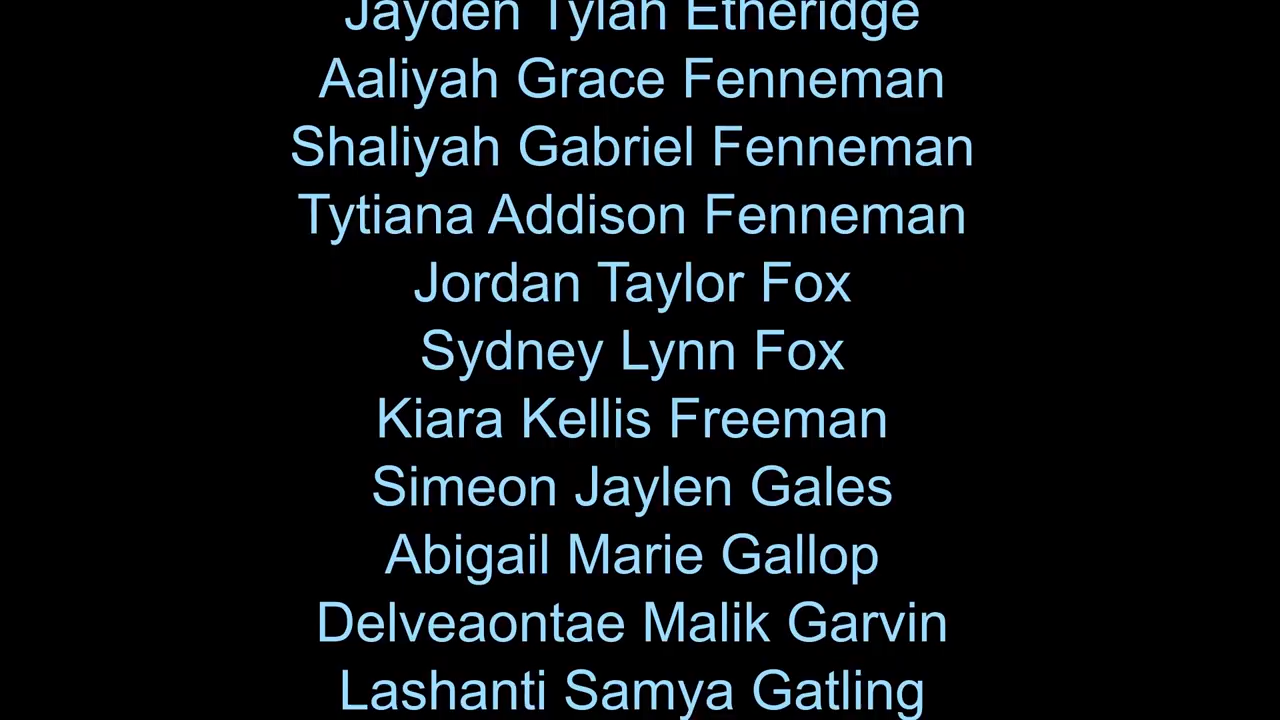 Jayden Tylah Etheridge
Aaliyah Grace Fenneman
Shaliyah Gabriel Fenneman
Tytiana Addison Fenneman
Jordan Taylor Fox
Sydney Lynn Fox
Kiara Kellis Freeman
Simeon Jaylen Gales
Abigail Marie Gallop
Delveaontae Malik Garvin
Lashanti Samya Gatling